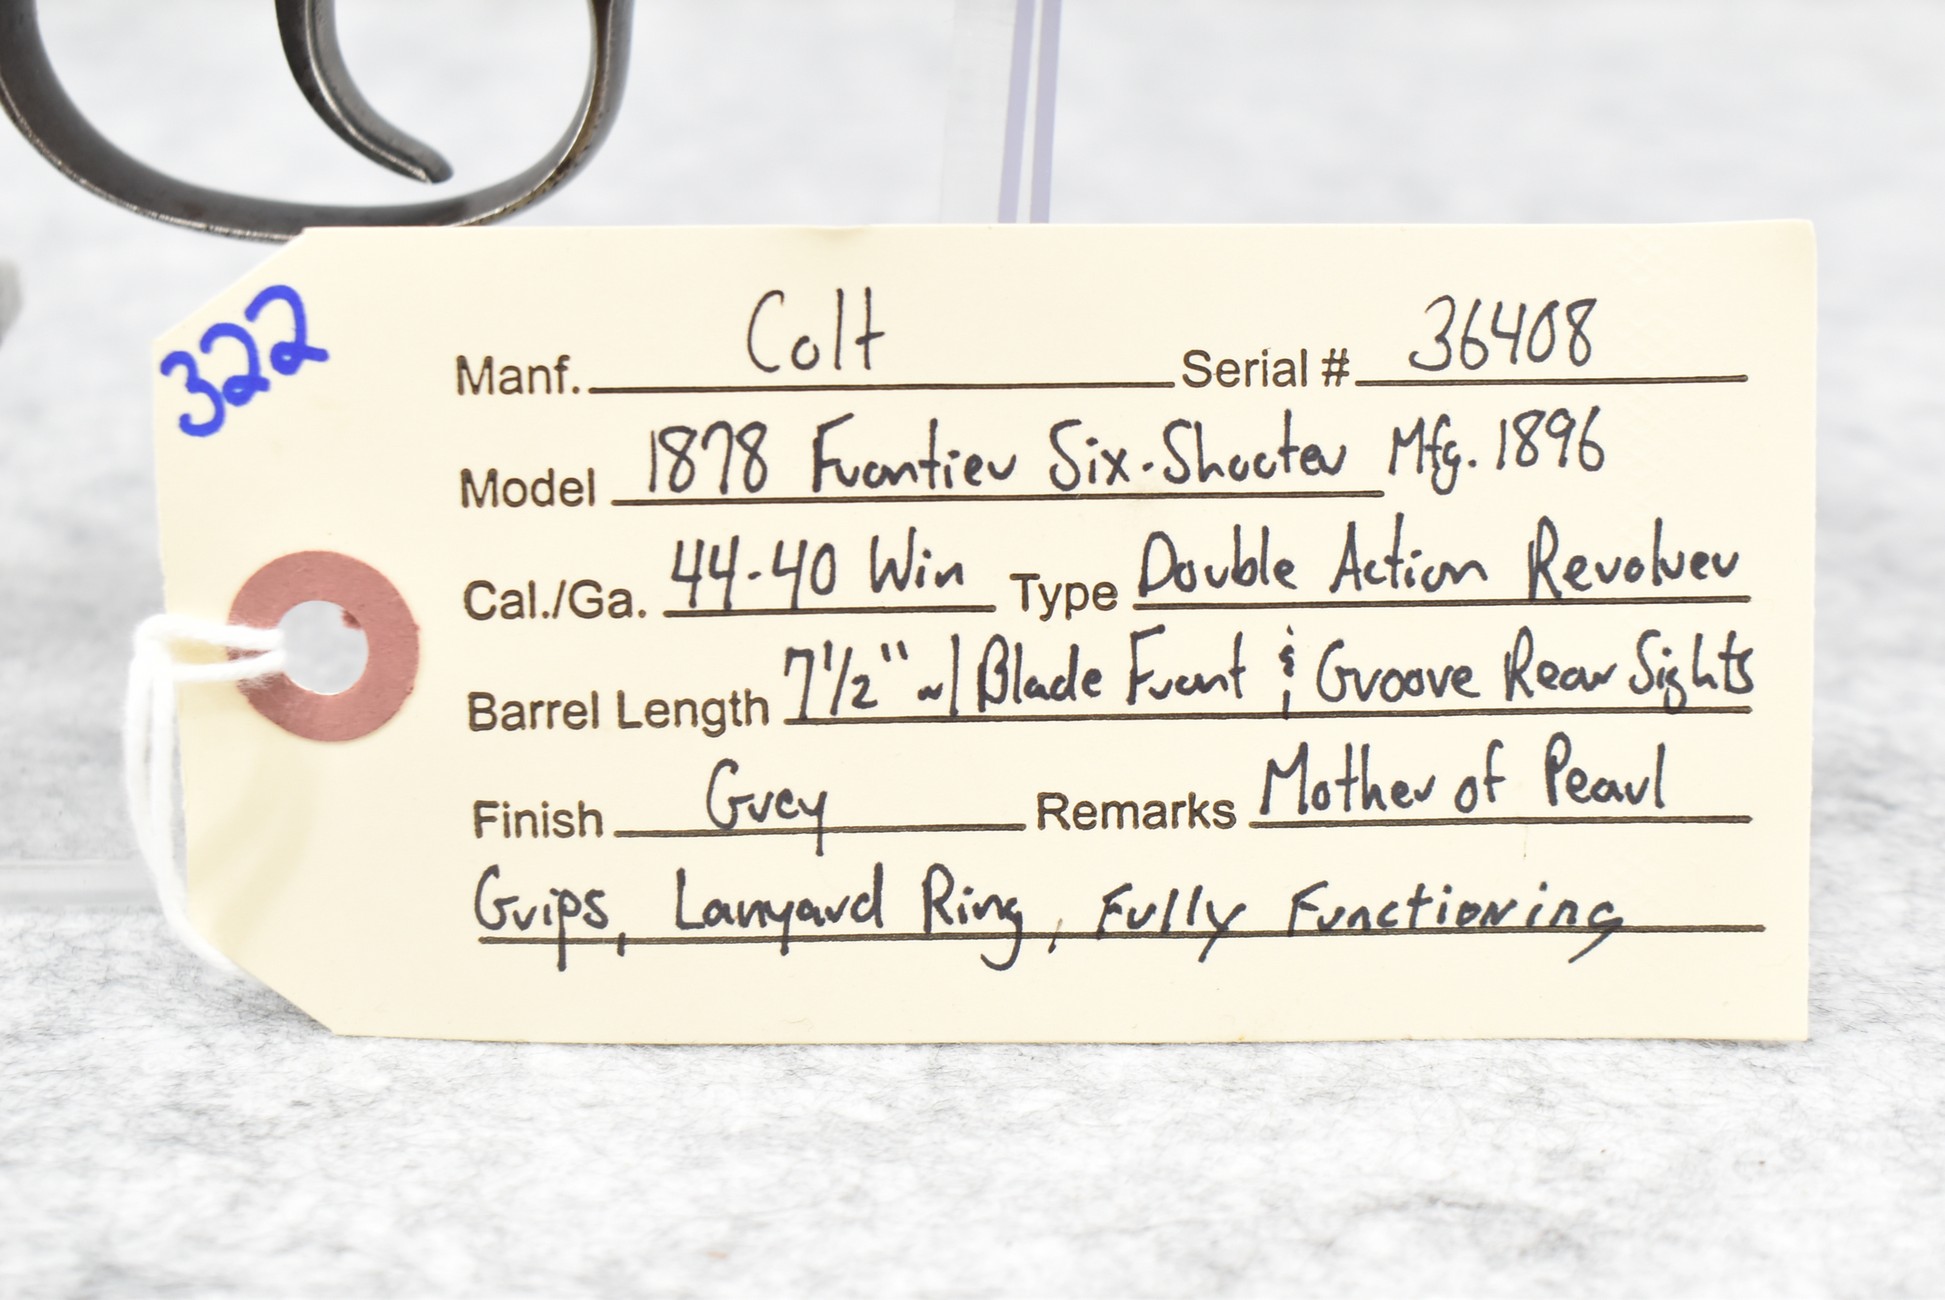 322
Manf. Colt Serial # 36408
Model 1878 Frontier Six-Shooter Mfg. 1896
Cal./Ga. 44-40 Win Type Double Action Revolver
Barrel Length 7 1/2" w/ Blade Front & Groove Rear Sights
Finish Grey Remarks Mother of Pearl
Grips, Lanyard Ring, Fully Functioning